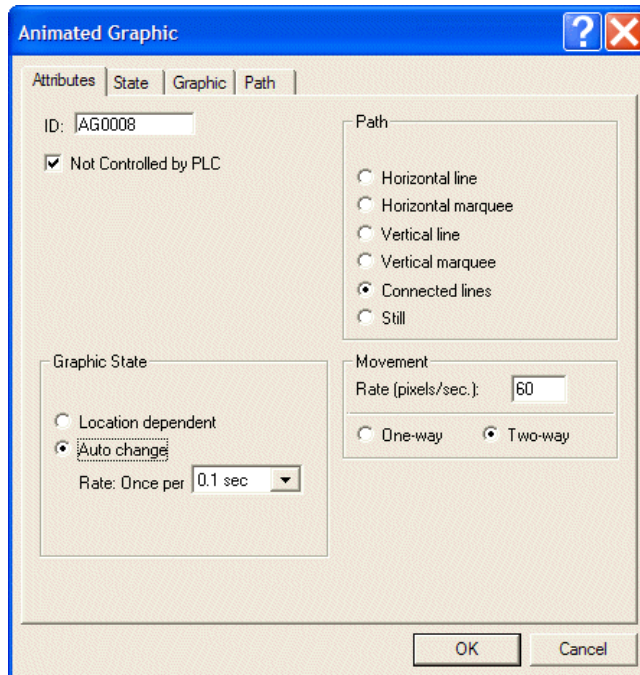 Animated Graphic
Attributes State Graphic Path
ID: AG0008
Not Controlled by PLC
Path
Horizontal line
Horizontal marquee
Vertical line
Vertical marquee
Connected lines
Still
Graphic State
Location dependent
Auto change
Rate: Once per 0.1 sec
Movement
Rate (pixels/sec.): 60
One-way Two-way
OK Cancel